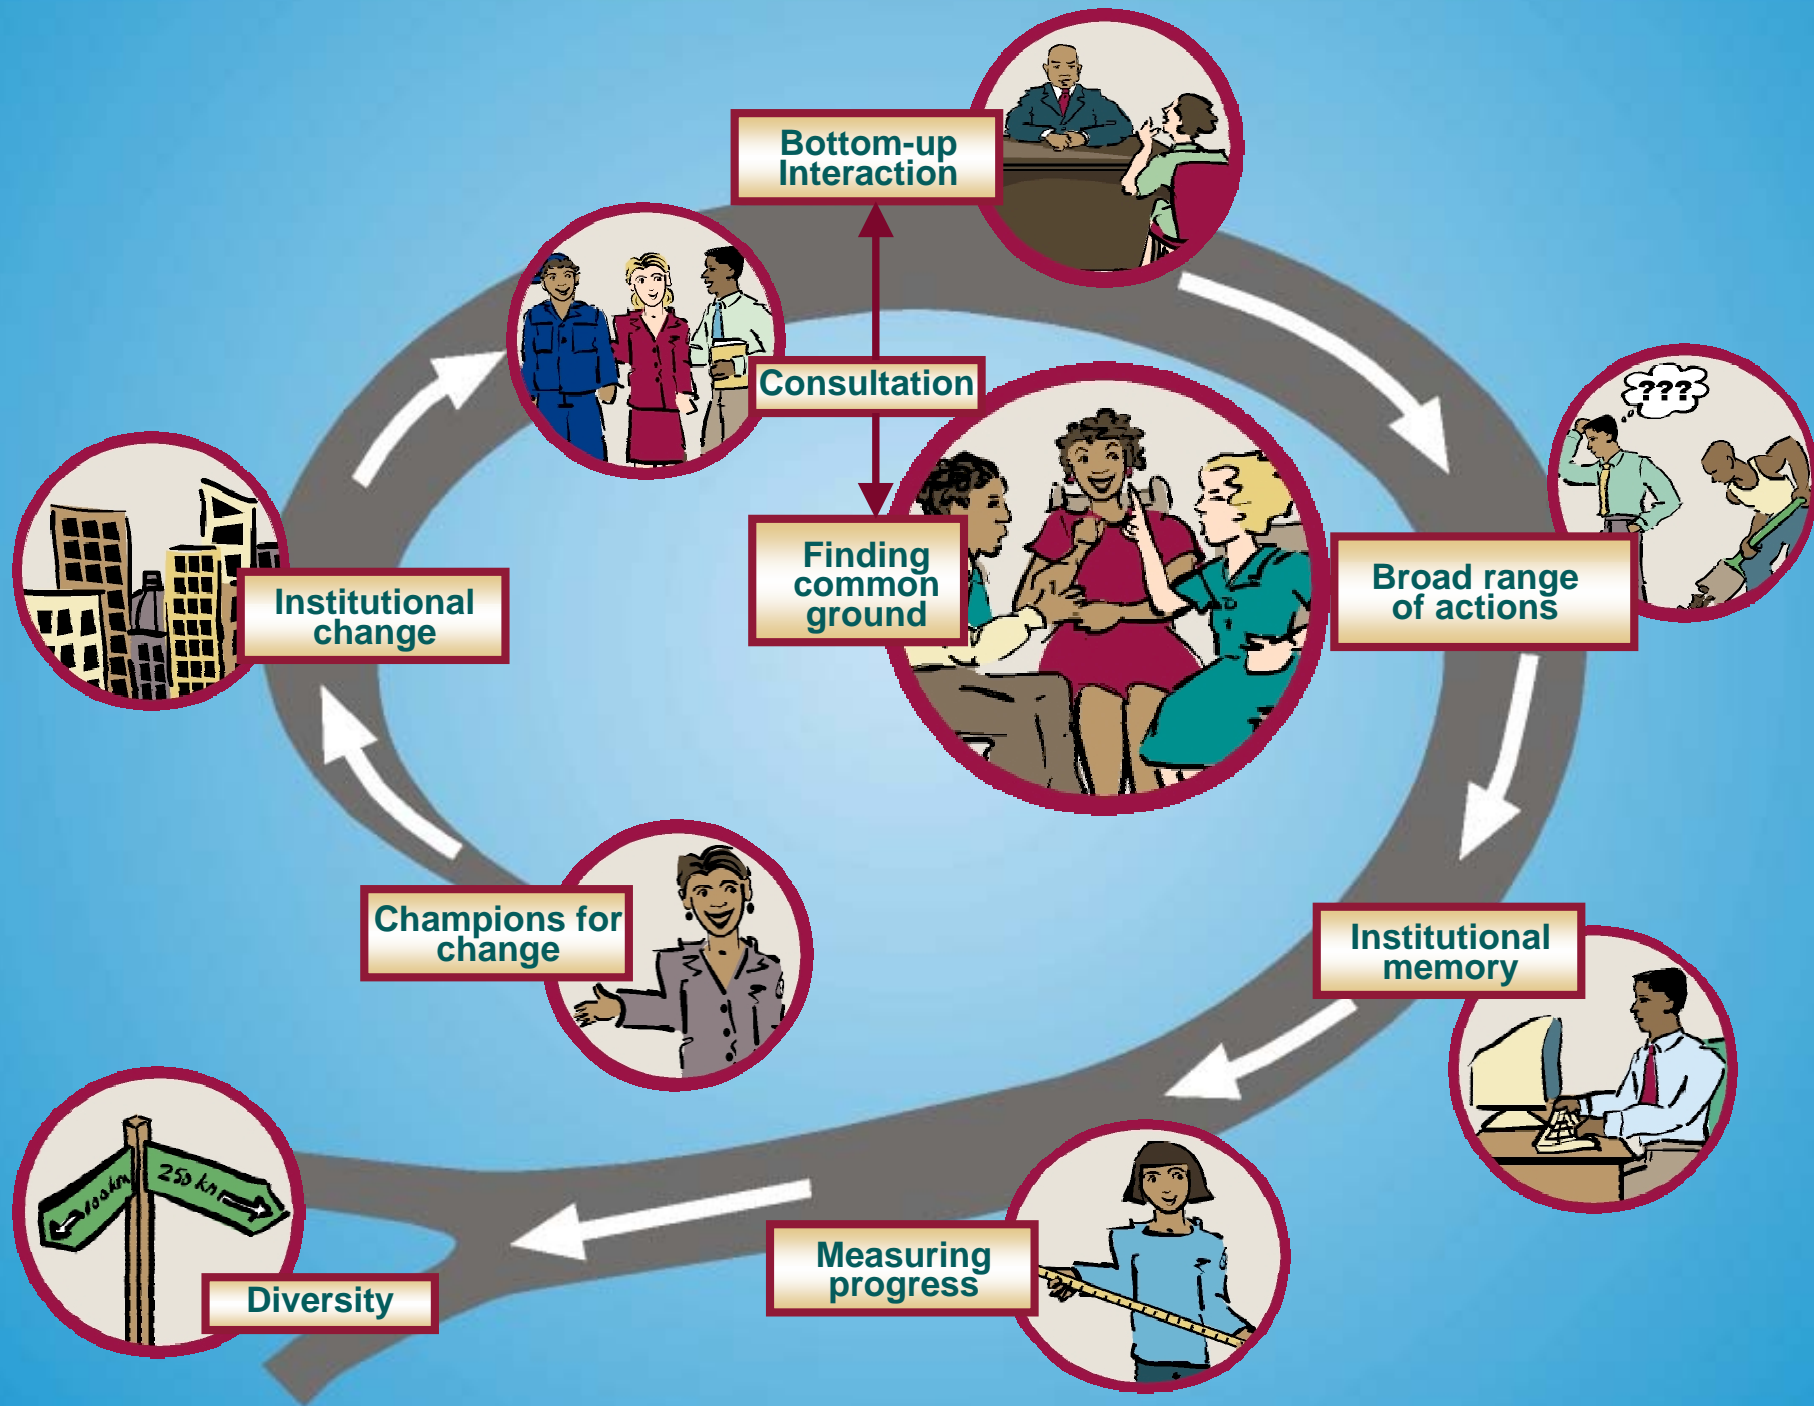 Bottom-up
Interaction
Consultation
???
Finding
common
ground
Broad range
of actions
Institutional
change
Champions for
change
Institutional
memory
100km
250 km
Measuring
progress
Diversity